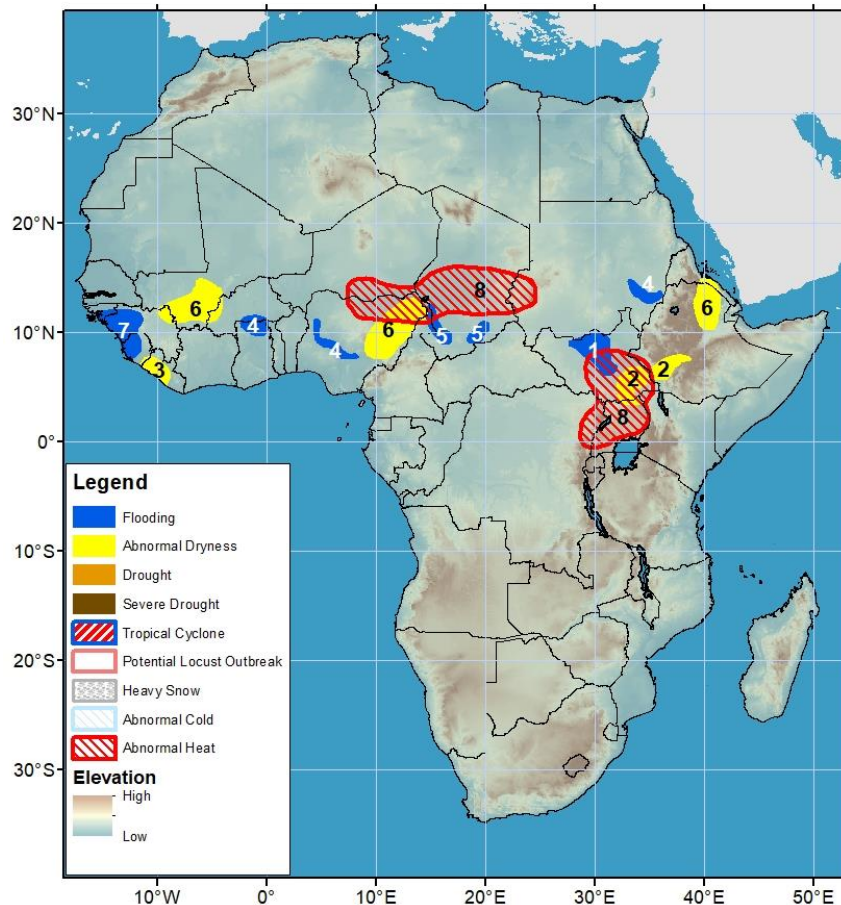 30°N
20°N
10°N
0°
10°S
20°S
30°S
8
6
4
6
7
4
6
5
5
4
1
3
2
2
8
Legend
Flooding
Abnormal Dryness
Drought
Severe Drought
Tropical Cyclone
Potential Locust Outbreak
Heavy Snow
Abnormal Cold
Abnormal Heat
Elevation
High
Low
10°W
0°
10°E
20°E
30°E
40°E
50°E